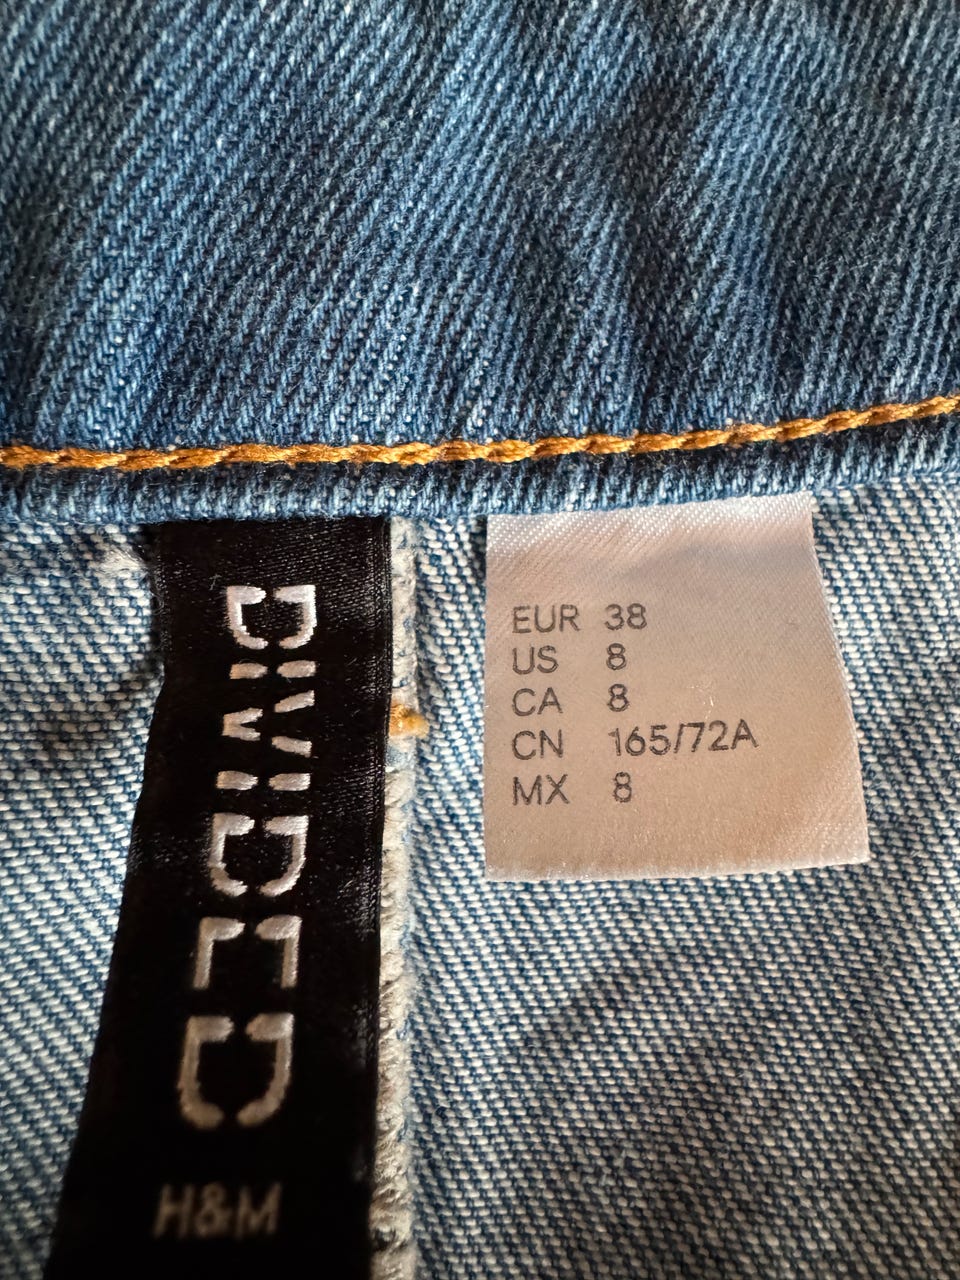 DIVIDED
H&M
EUR 38
US 8
CA 8
CN 165/72A
MX 8